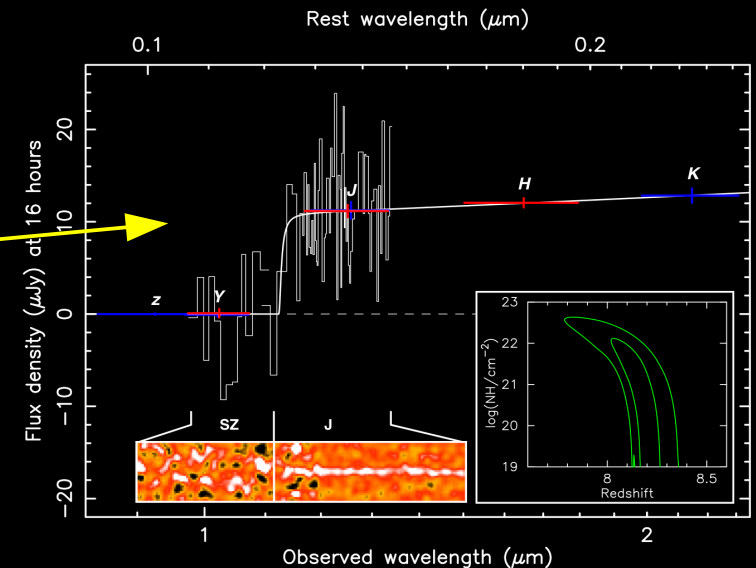 Rest wavelength (μm)
0.1 0.2
Flux density (μJy) at 16 hours
20
10
0
−10
−20
z Y J H K
sz J
log(NH/cm⁻²)
23
22
21
20
19
8 8.5
Redshift
1 2
Observed wavelength (μm)